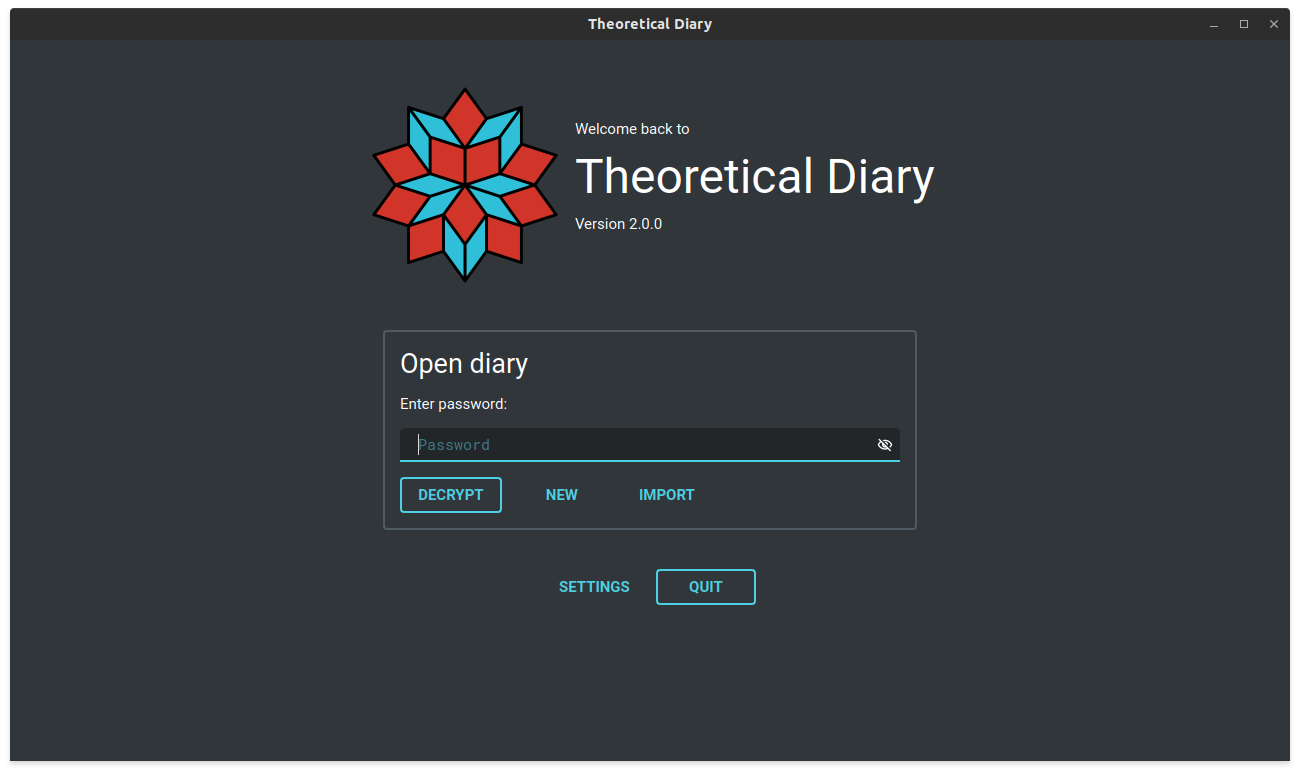 Theoretical Diary
Welcome back to
Theoretical Diary
Version 2.0.0
Open diary
Enter password:
Password
DECRYPT NEW IMPORT
SETTINGS QUIT